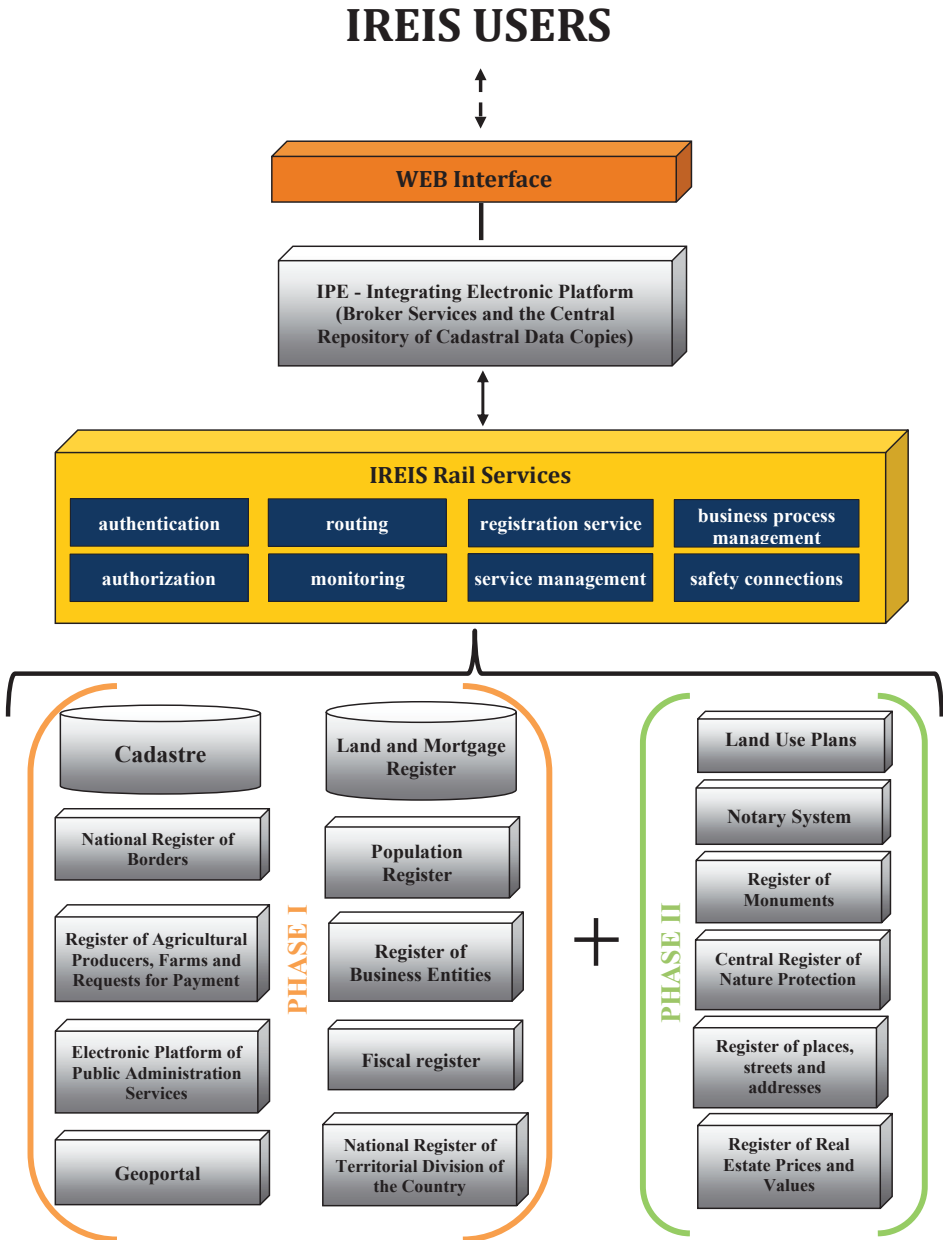 IREIS USERS
WEB Interface
IPE - Integrating Electronic Platform
(Broker Services and the Central
Repository of Cadastral Data Copies)
IREIS Rail Services
authentication
routing
registration service
business process
management
authorization
monitoring
service management
safety connections
PHASE I
Cadastre
Land and Mortgage
Register
National Register of
Borders
Population
Register
Register of Agricultural
Producers, Farms and
Requests for Payment
Register of
Business Entities
Electronic Platform of
Public Administration
Services
Fiscal register
Geoportal
National Register of
Territorial Division of
the Country
+
PHASE II
Land Use Plans
Notary System
Register of
Monuments
Central Register of
Nature Protection
Register of places,
streets and
addresses
Register of Real
Estate Prices and
Values